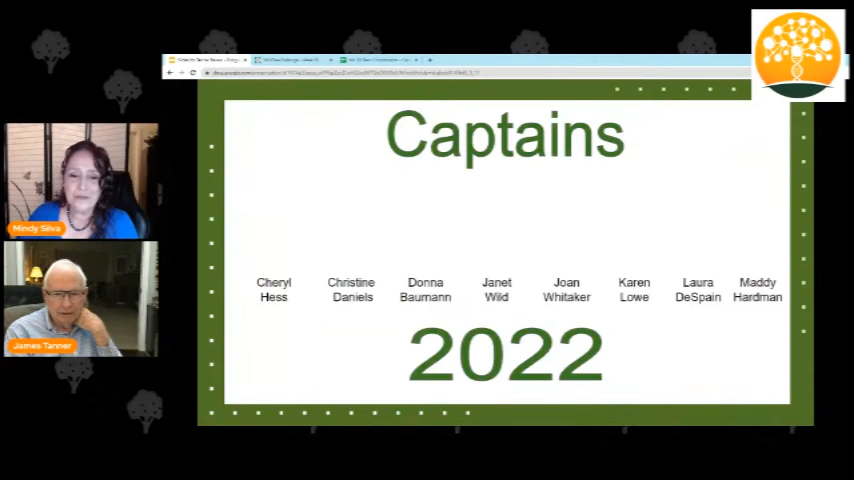 Captains
Cheryl Hess
Christine Daniels
Donna Baumann
Janet Wild
Joan Whitaker
Karen Lowe
Laura DeSpain
Maddy Hardman
2022
Mindy Silva
James Tanner